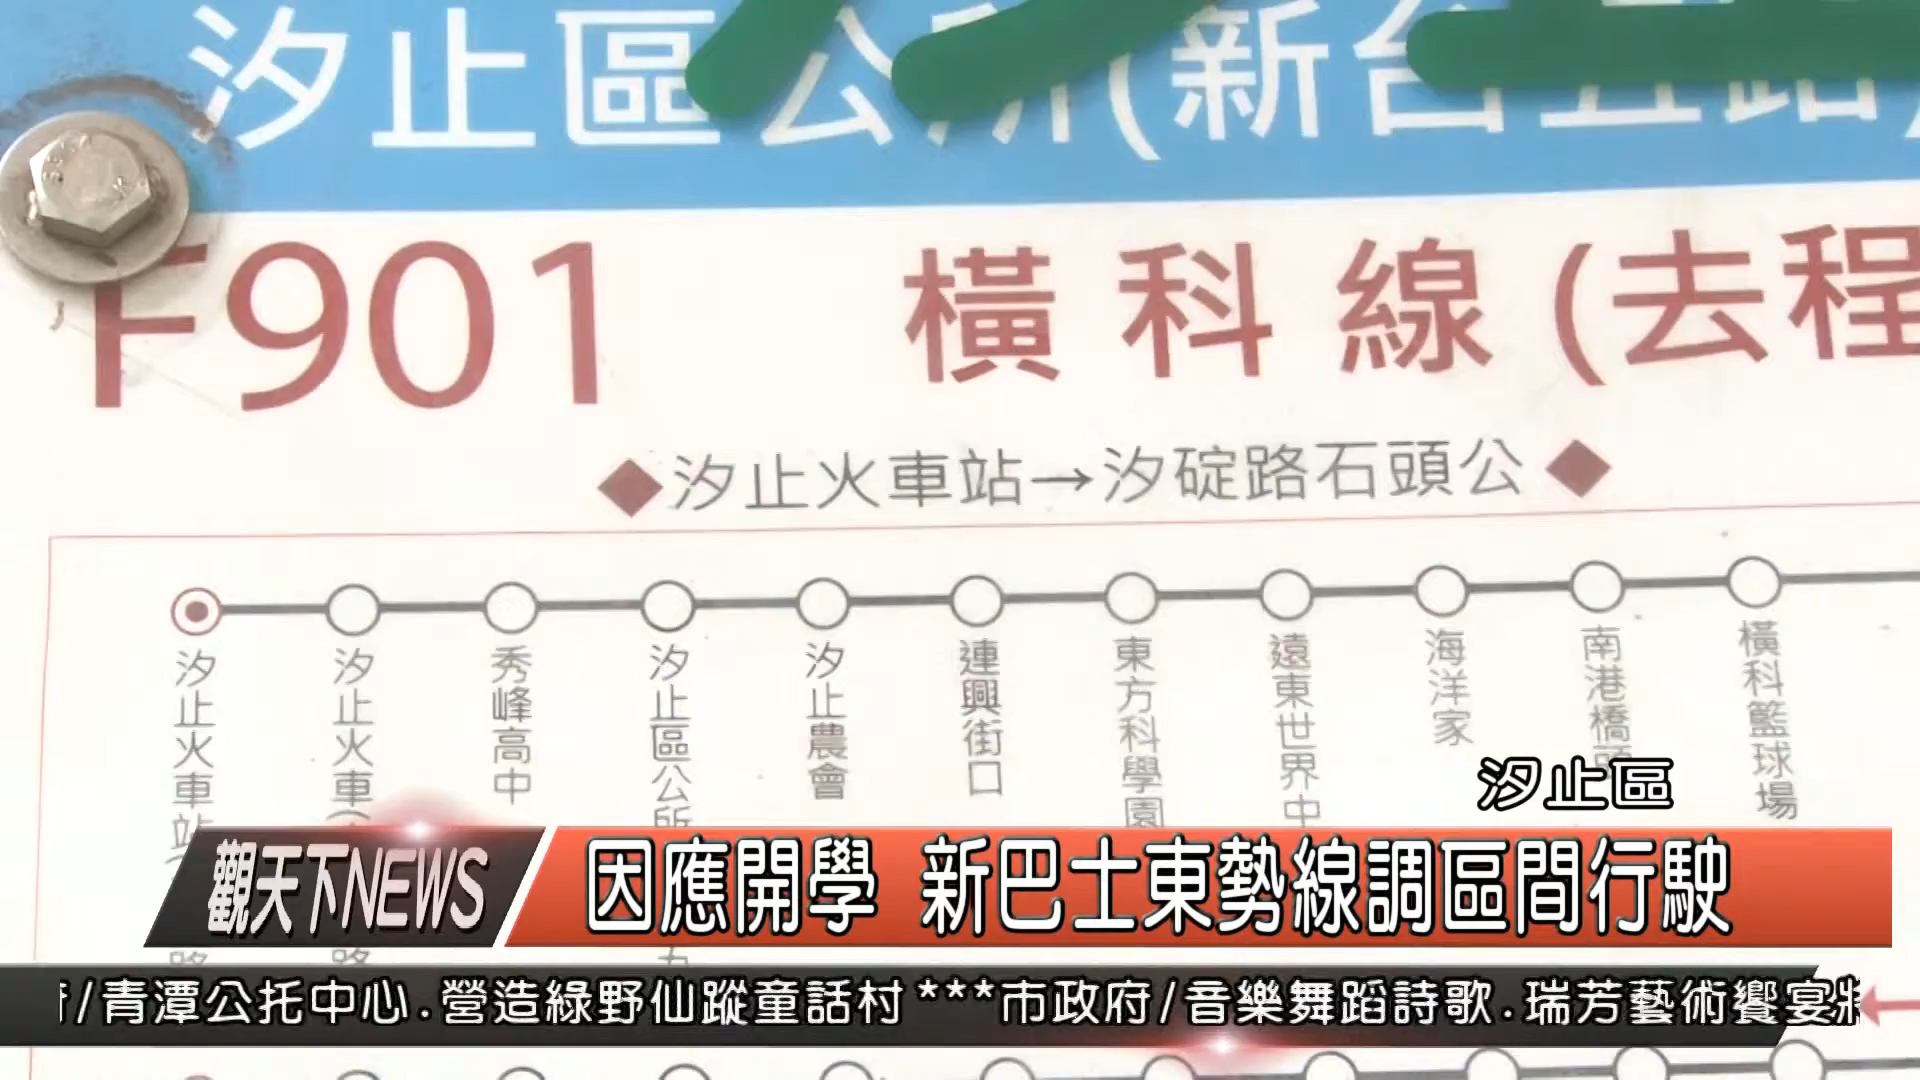 汐止區公所(新台五路)
F901 橫科線(去程
◆汐止火車站→汐碇路石頭公◆
汐止火車站(
汐止火車(
秀峰高中
汐止區公所
汐止農會
連興街口
東方科學園
遠東世界中
海洋家
南港橋頭
橫科籃球場
汐止區
觀天下NEWS
因應開學 新巴士東勢線調區間行駛
/青潭公托中心.營造綠野仙蹤童話村***市政府/音樂舞蹈詩歌.瑞芳藝術饗宴將